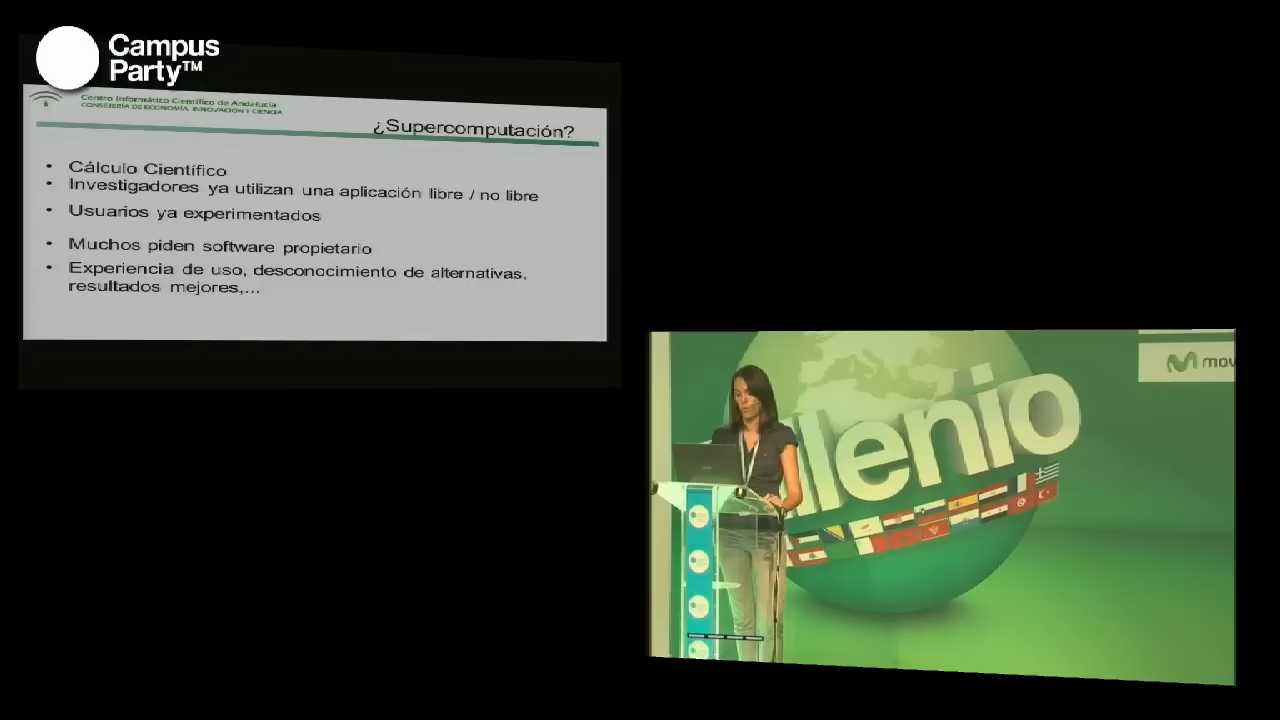 Campus
Party™
Centro Informático Científico de Andalucía
CONSEJERÍA DE ECONOMÍA, INNOVACIÓN Y CIENCIA
¿Supercomputación?
• Cálculo Científico
• Investigadores ya utilizan una aplicación libre / no libre
• Usuarios ya experimentados
• Muchos piden software propietario
• Experiencia de uso, desconocimiento de alternativas,
resultados mejores,...
mov
llenio